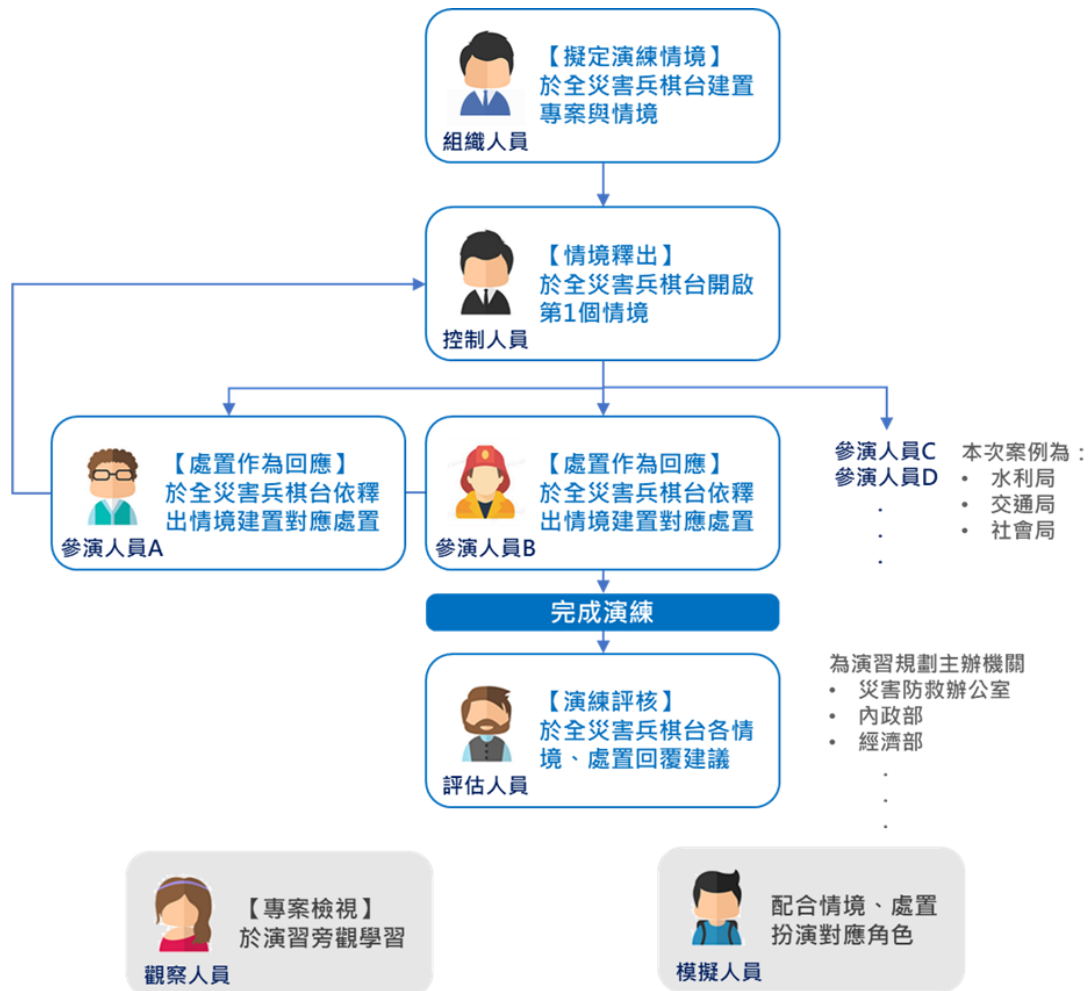 【擬定演練情境】
於全災害兵棋台建置
專案與情境
組織人員
【情境釋出】
於全災害兵棋台開啟
第1個情境
控制人員
【處置作為回應】
於全災害兵棋台依釋
出情境建置對應處置
參演人員A
【處置作為回應】
於全災害兵棋台依釋
出情境建置對應處置
參演人員B
參演人員C
參演人員D
.
.
.
本次案例為：
• 水利局
• 交通局
• 社會局
完成演練
【演練評核】
於全災害兵棋台各情
境、處置回覆建議
評估人員
為演習規劃主辦機關
• 災害防救辦公室
• 內政部
• 經濟部
.
.
.
【專案檢視】
於演習旁觀學習
觀察人員
配合情境、處置
扮演對應角色
模擬人員